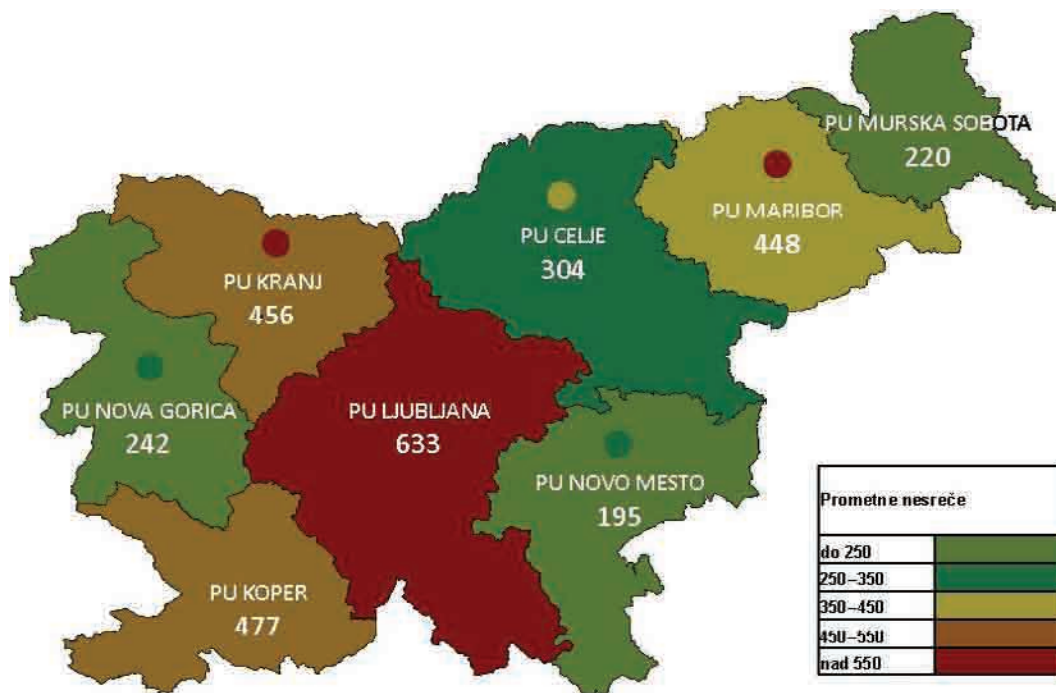 PU MURSKA SOBOTA
220
PU MARIBOR
448
PU CELJE
304
PU KRANJ
456
PU NOVA GORICA
242
PU LJUBLJANA
633
PU NOVO MESTO
195
PU KOPER
477
Prometne nesreče
do 250
250–350
350–450
450–550
nad 550